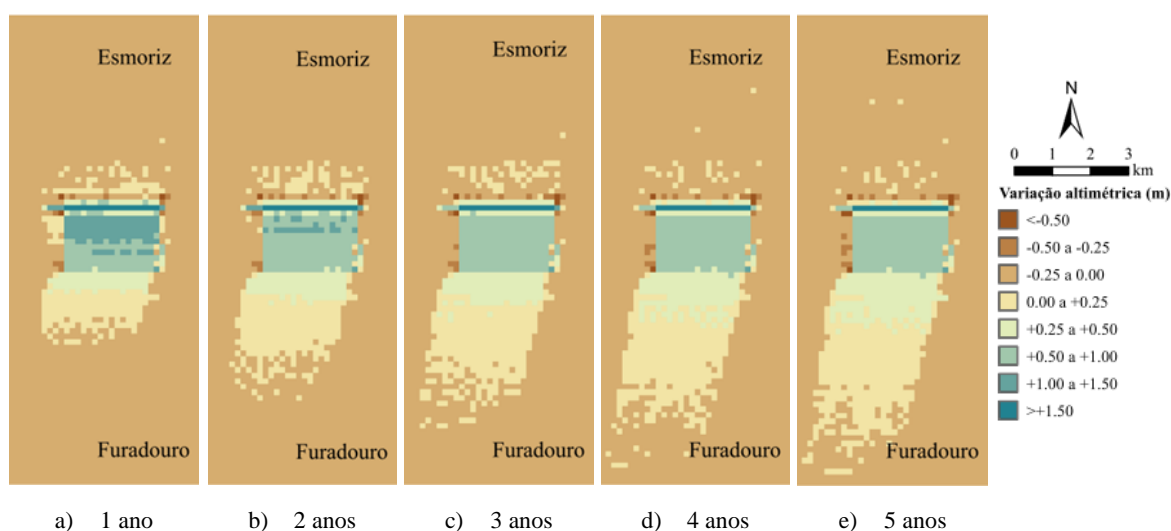 Esmoriz
Furadouro
a) 1 ano
Esmoriz
Furadouro
b) 2 anos
Esmoriz
Furadouro
c) 3 anos
Esmoriz
Furadouro
d) 4 anos
Esmoriz
Furadouro
e) 5 anos
N
0 1 2 3
km
Variação altimétrica (m)
<-0.50
-0.50 a -0.25
-0.25 a 0.00
0.00 a +0.25
+0.25 a +0.50
+0.50 a +1.00
+1.00 a +1.50
>+1.50